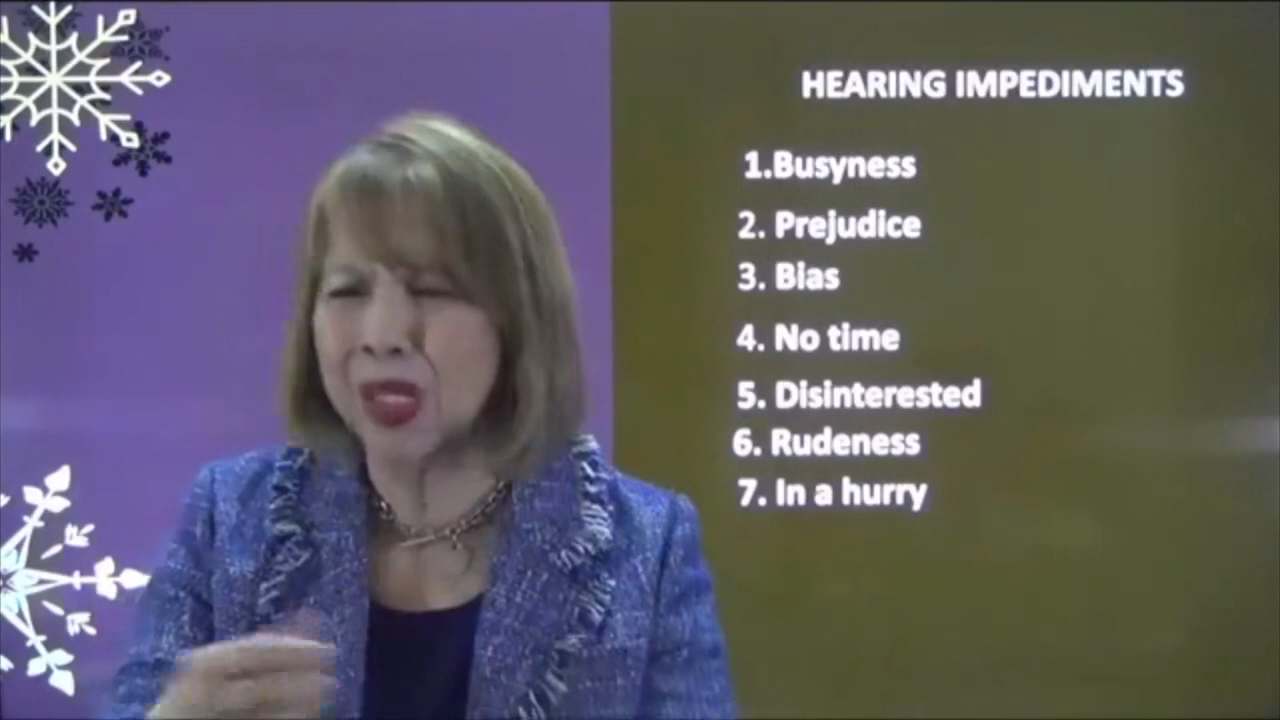 HEARING IMPEDIMENTS
1.Busyness
2. Prejudice
3. Bias
4. No time
5. Disinterested
6. Rudeness
7. In a hurry